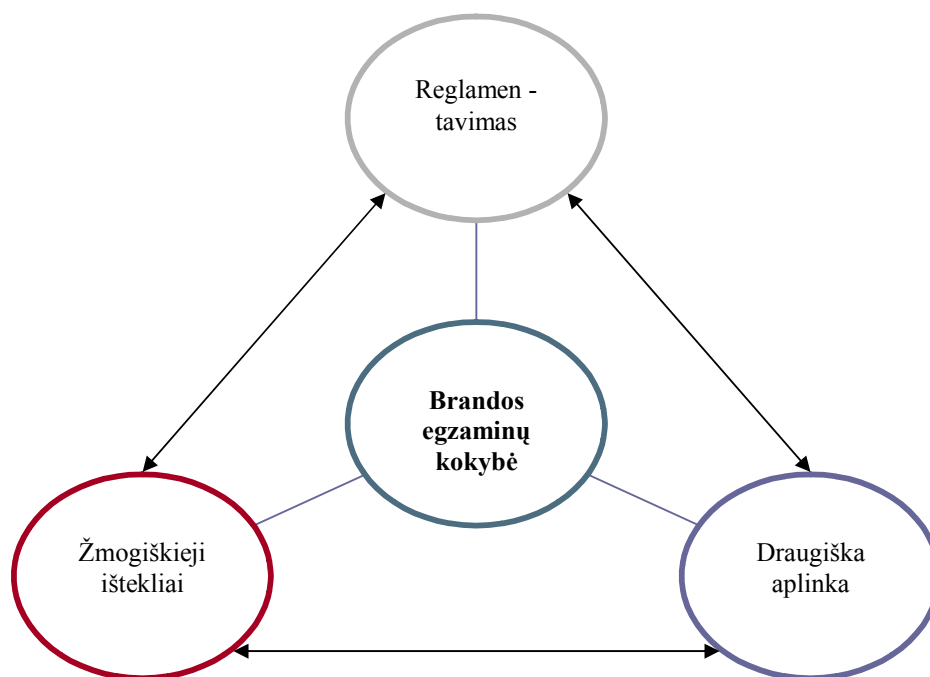 Reglamen -
tavimas
Brandos
egzaminų
kokybė
Žmogiškieji
ištekliai
Draugiška
aplinka